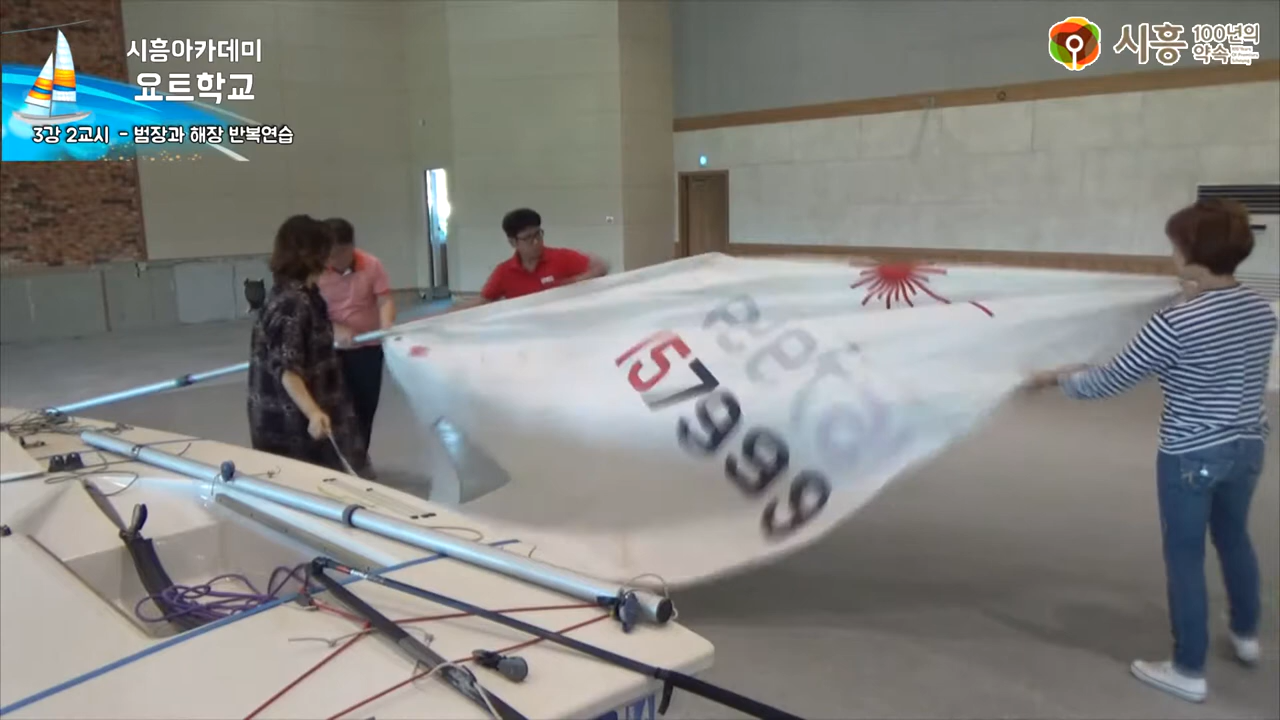 시흥아카데미
요트학교
3강 2교시 - 범장과 해장 반복연습
시흥 100년의
약속
157999